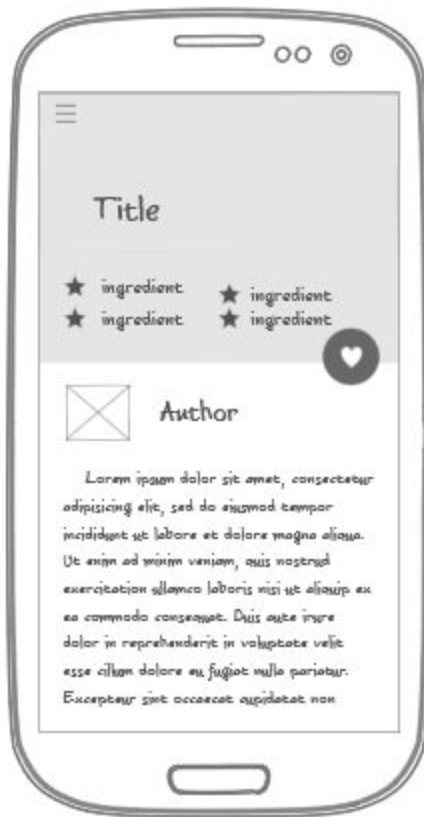 Title
ingredient ingredient
ingredient ingredient
Author
Lorem ipsum dolor sit amet, consectetur
adipisicing elit, sed do eiusmod tempor
incididunt ut labore et dolore magna aliqua.
Ut enim ad minim veniam, quis nostrud
exercitation ullamco laboris nisi ut aliquip ex
ea commodo consequat. Duis aute irure
dolor in reprehenderit in voluptate velit
esse cillum dolore eu fugiat nulla pariatur.
Excepteur sint occaecat cupidatat non